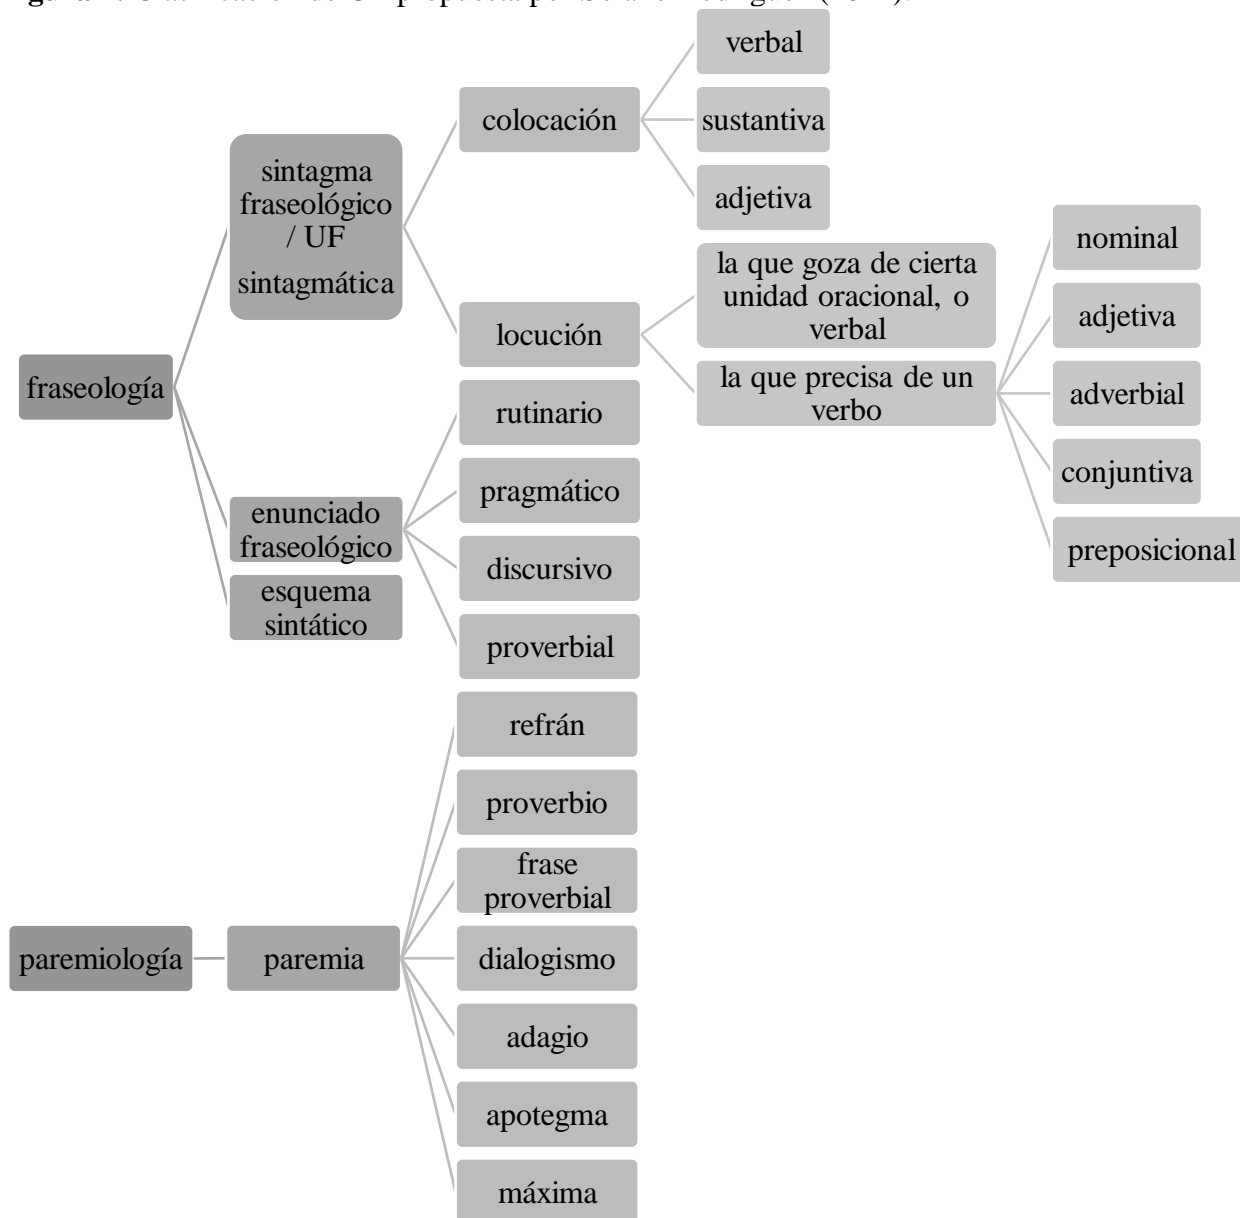 verbal
colocación
sustantiva
adjetiva
sintagma
fraseológico
/ UF
sintagmática
la que goza de cierta
unidad oracional, o
verbal
locución
la que precisa de un
verbo
nominal
adjetiva
adverbial
conjuntiva
preposicional
fraseología
rutinario
pragmático
enunciado
fraseológico
discursivo
proverbial
esquema
sintático
refrán
proverbio
frase
proverbial
paremiología
paremia
dialogismo
adagio
apotegma
máxima